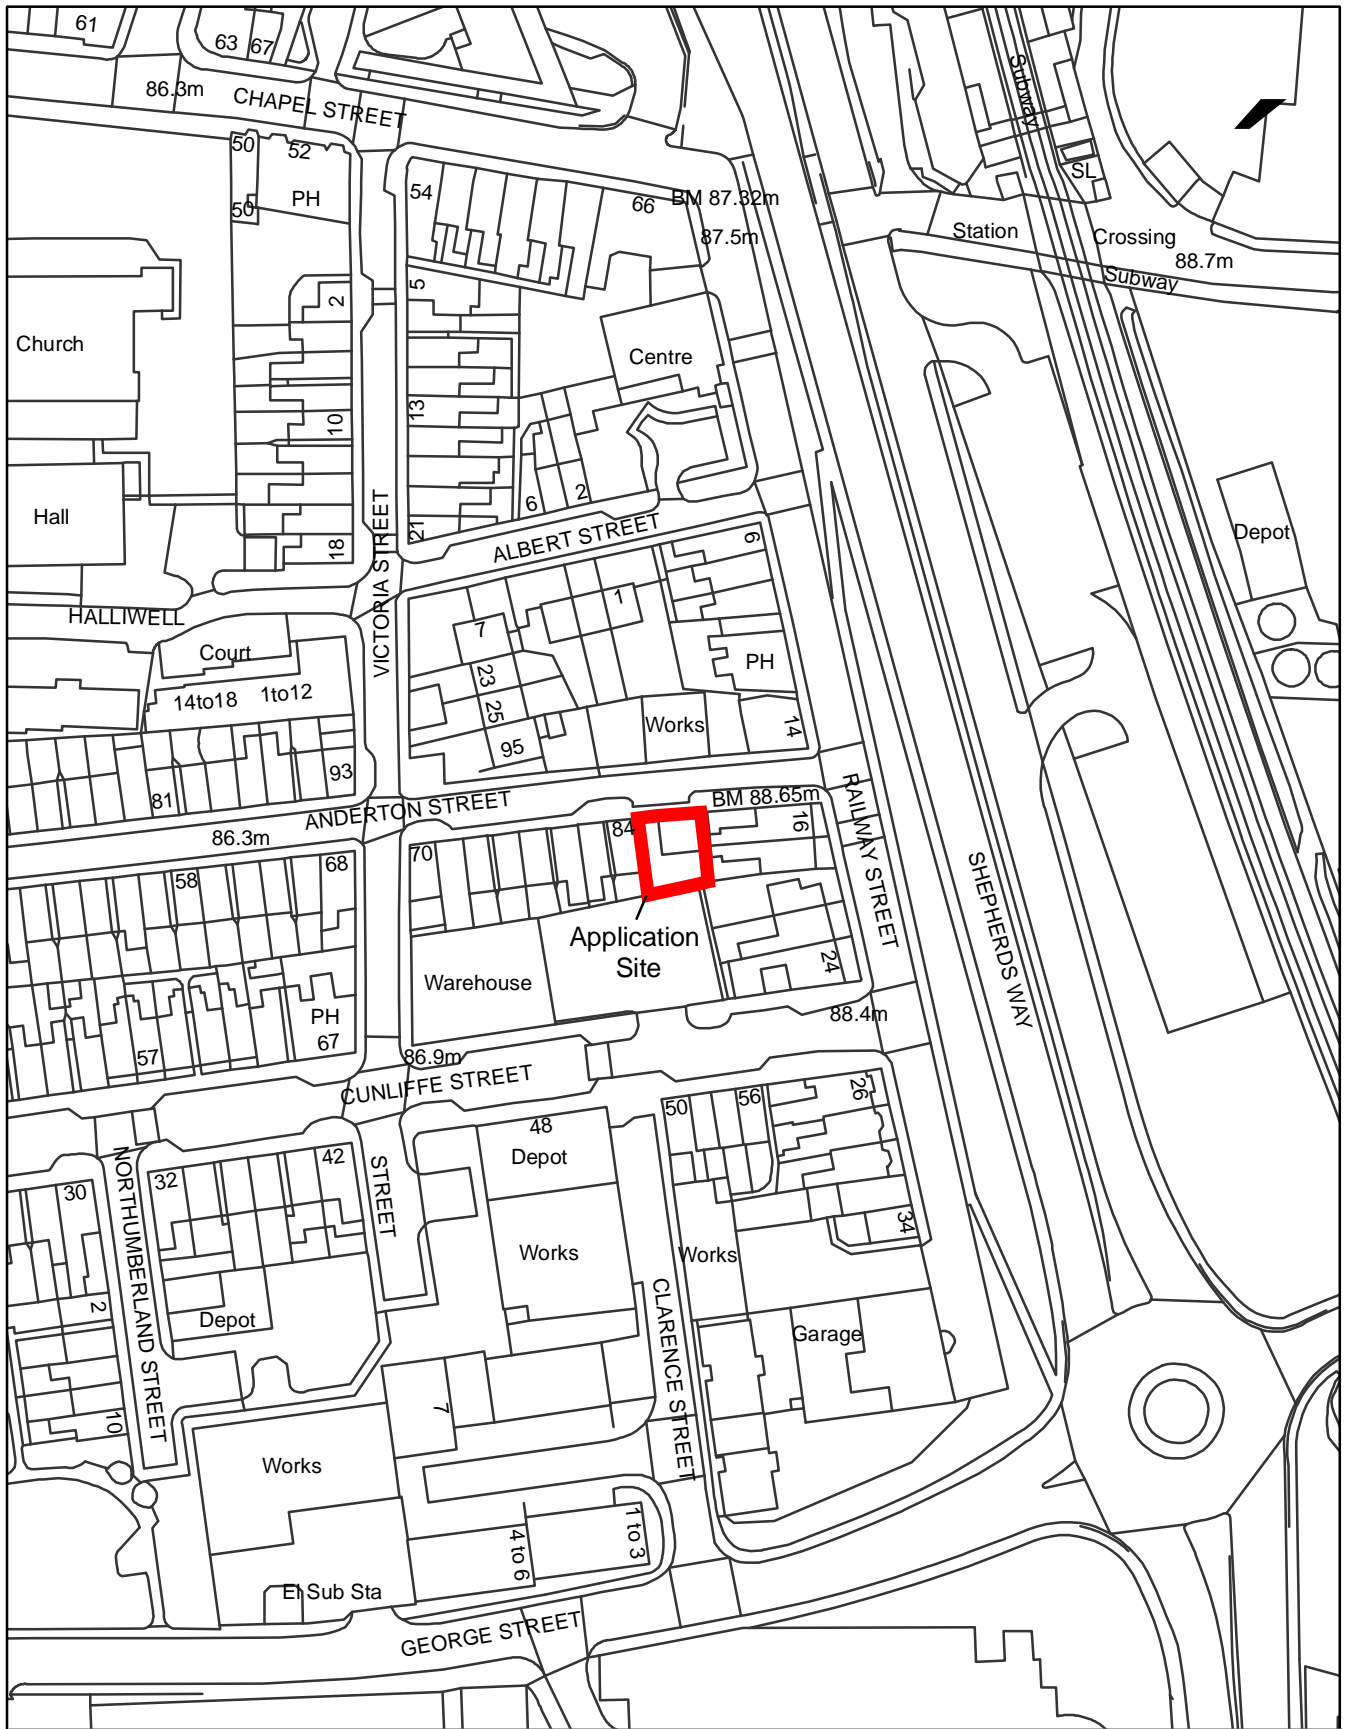 61
63
67
86.3m
CHAPEL STREET
Subway
50
52
PH
50
54
66
BM 87.32m
87.5m
SL
Station
Crossing
88.7m
Subway
2
5
Church
Centre
10
13
6
2
Hall
18
21
VICTORIA STREET
ALBERT STREET
6
Depot
HALLIWELL
7
1
Court
PH
23
14to18
1to12
25
Works
14
95
81
93
ANDERTON STREET
BM 88.65m
RAILWAY STREET
86.3m
84
16
70
68
58
SHEPHERDS WAY
Application
Site
24
Warehouse
PH
67
88.4m
57
86.9m
CUNLIFFE STREET
50
56
26
48
Depot
NORTHUMBERLAND STREET
32
42
STREET
30
34
Works
Works
2
Depot
CLARENCE STREET
Garage
10
7
Works
4 to 6
1 to 3
El Sub Sta
GEORGE STREET